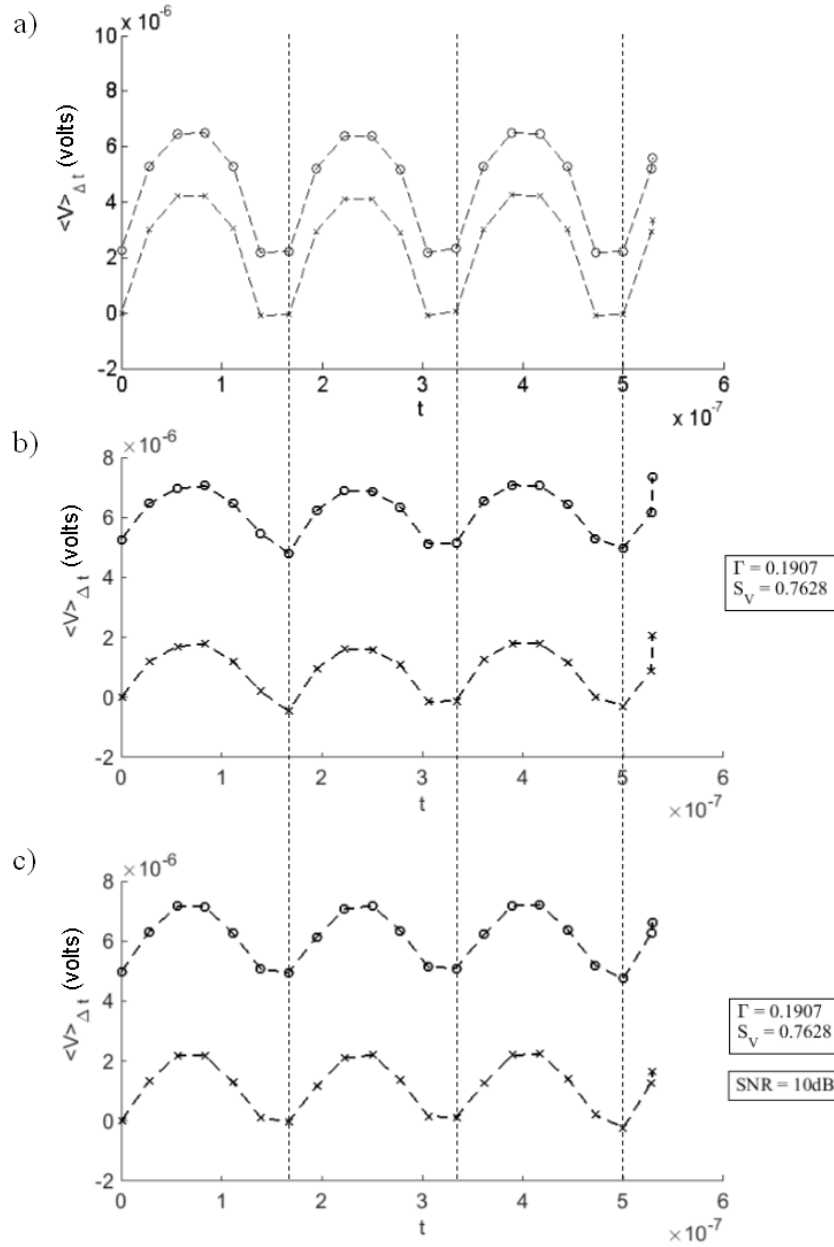 a)
x 10^-6
10
8
6
4
2
0
-2
<V>Δt (volts)
0 1 2 3 4 5 6
t
x 10^-7
b)
×10^-6
8
6
4
2
0
-2
<V>Δt (volts)
0 1 2 3 4 5 6
t
×10^-7
Γ = 0.1907
S_V = 0.7628
c)
×10^-6
8
6
4
2
0
-2
<V>Δt (volts)
0 1 2 3 4 5 6
t
×10^-7
Γ = 0.1907
S_V = 0.7628
SNR = 10dB